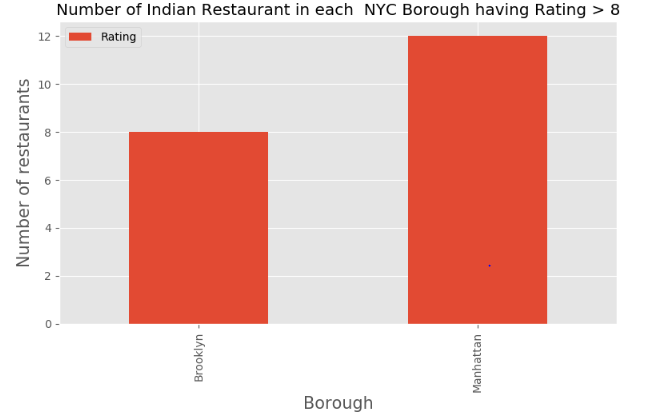 Number of Indian Restaurant in each  NYC Borough having Rating > 8
Rating
Number of restaurants
12
10
8
6
4
2
0
Brooklyn
Manhattan
Borough